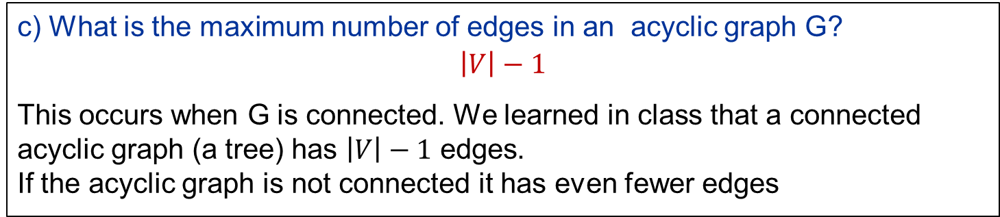 c) What is the maximum number of edges in an acyclic graph G?
|V| − 1
This occurs when G is connected. We learned in class that a connected
acyclic graph (a tree) has |V| − 1 edges.
If the acyclic graph is not connected it has even fewer edges